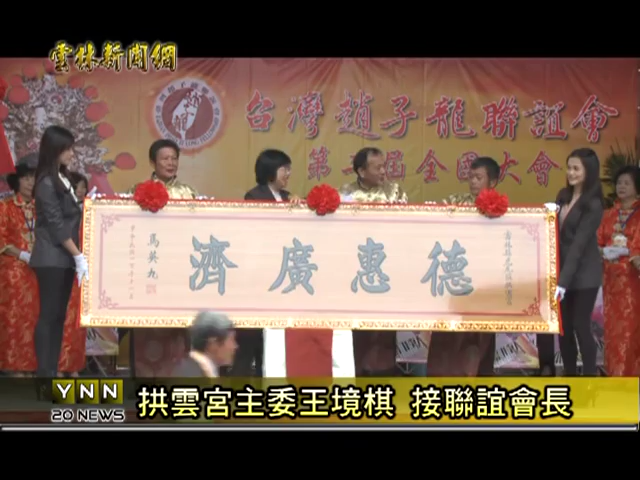 雲林新聞網
台灣趙子龍聯誼會
第二屆全國大會
德惠廣濟
馬英九
YNN
20 NEWS
拱雲宮主委王境棋 接聯誼會長